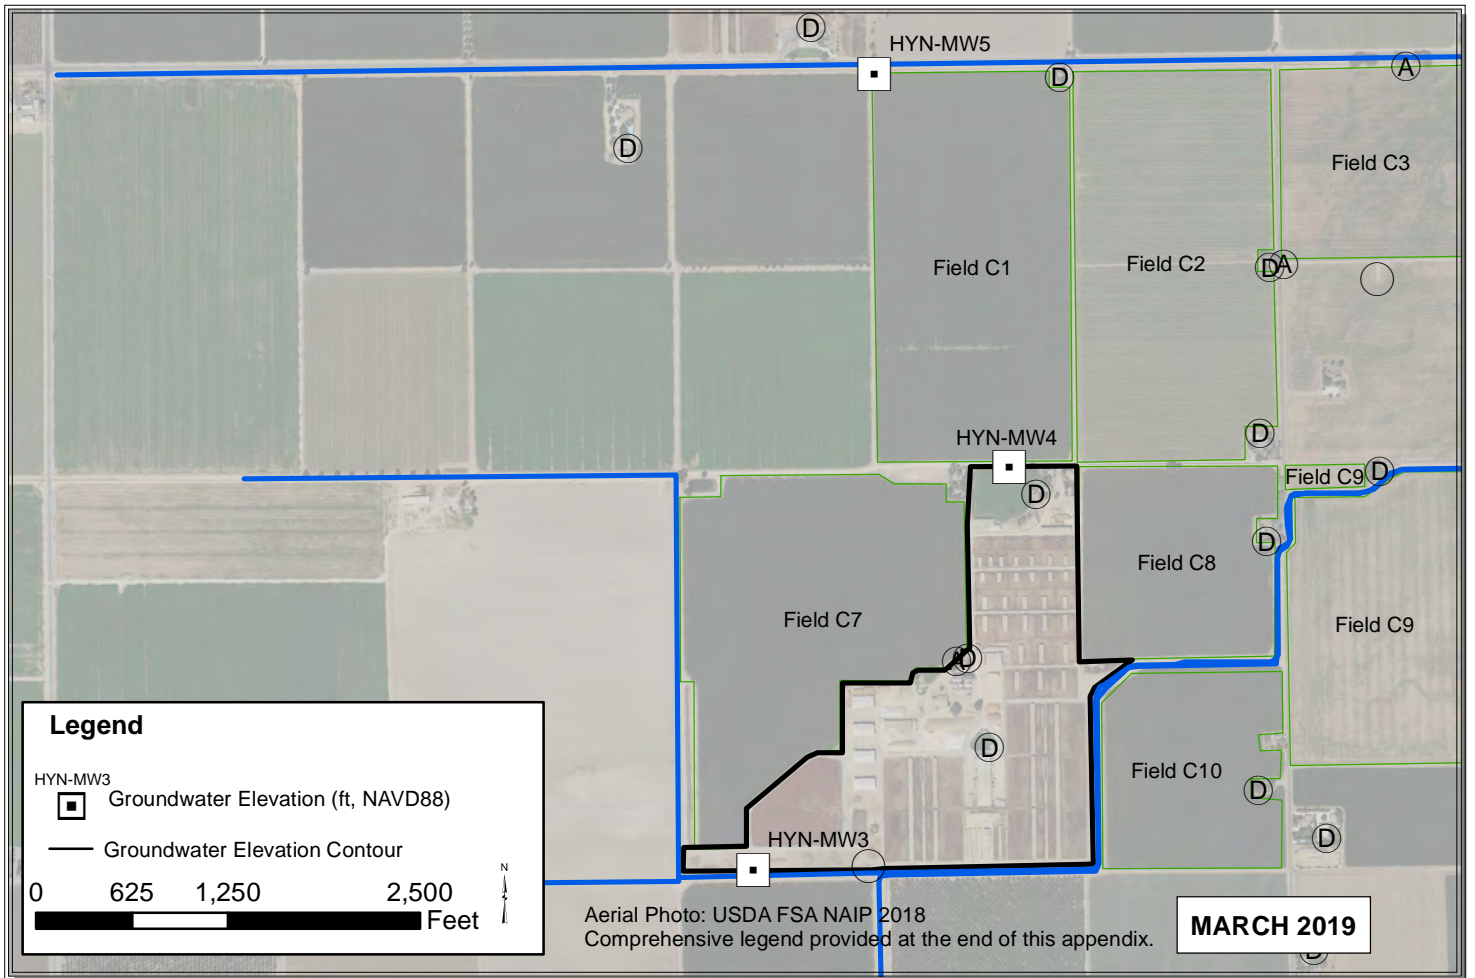 D
HYN-MW5
D
A
D
Field C3
Field C1
Field C2
D
A
HYN-MW4
D
Field C9
D
D
D
Field C8
Field C7
Field C9
A
D
Legend
HYN-MW3
Groundwater Elevation (ft, NAVD88)
Groundwater Elevation Contour
N
0 625 1,250 2,500
Feet
D
Field C10
D
HYN-MW3
D
Aerial Photo: USDA FSA NAIP 2018
Comprehensive legend provided at the end of this appendix.
MARCH 2019
D